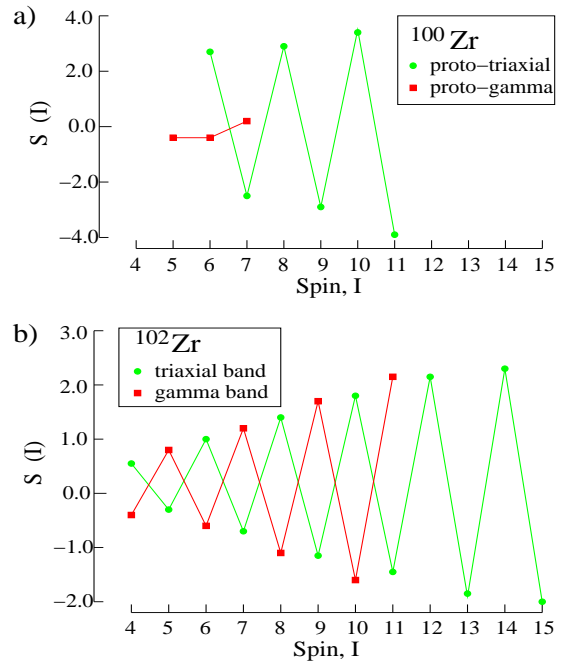 a)
4.0
2.0
0.0
−2.0
−4.0
S (I)
100Zr
proto−triaxial
proto−gamma
4 5 6 7 8 9 10 11 12 13 14 15
Spin, I
b)
3.0
2.0
1.0
0.0
−1.0
−2.0
S (I)
102Zr
triaxial band
gamma band
4 5 6 7 8 9 10 11 12 13 14 15
Spin, I